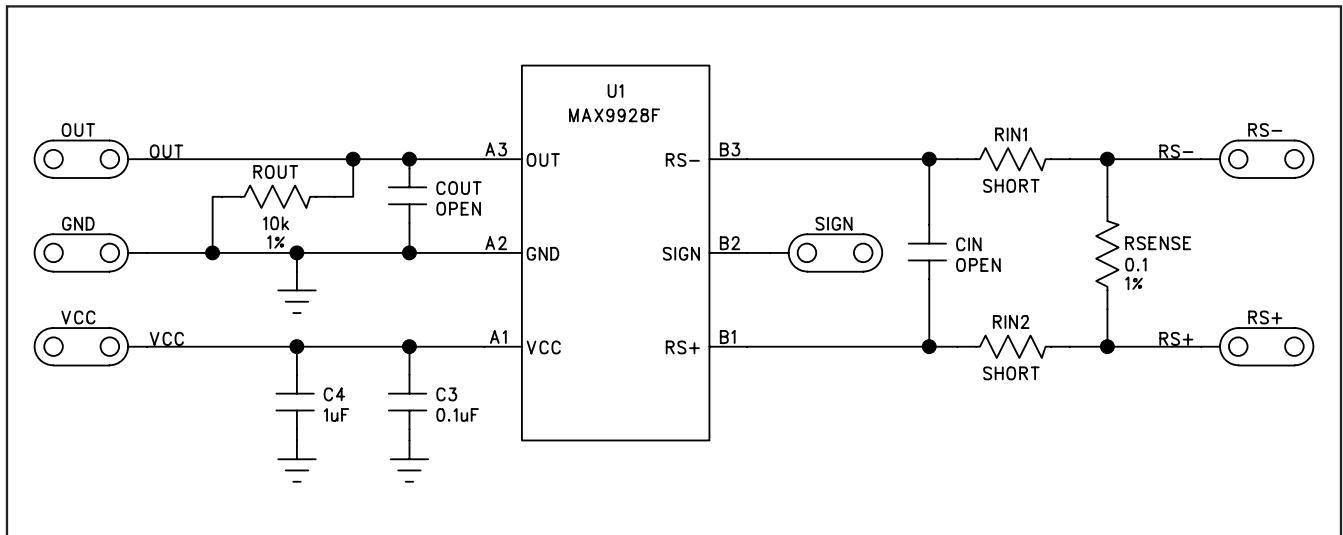 U1
MAX9928F
OUT
OUT
ROUT
10k
1%
COUT
OPEN
A3
OUT
GND
A2
GND
VCC
VCC
A1
VCC
C4
1uF
C3
0.1uF
RS-
B3
SIGN
B2
SIGN
RS+
B1
CIN
OPEN
RIN1
SHORT
RIN2
SHORT
RSENSE
0.1
1%
RS-
RS-
RS+
RS+